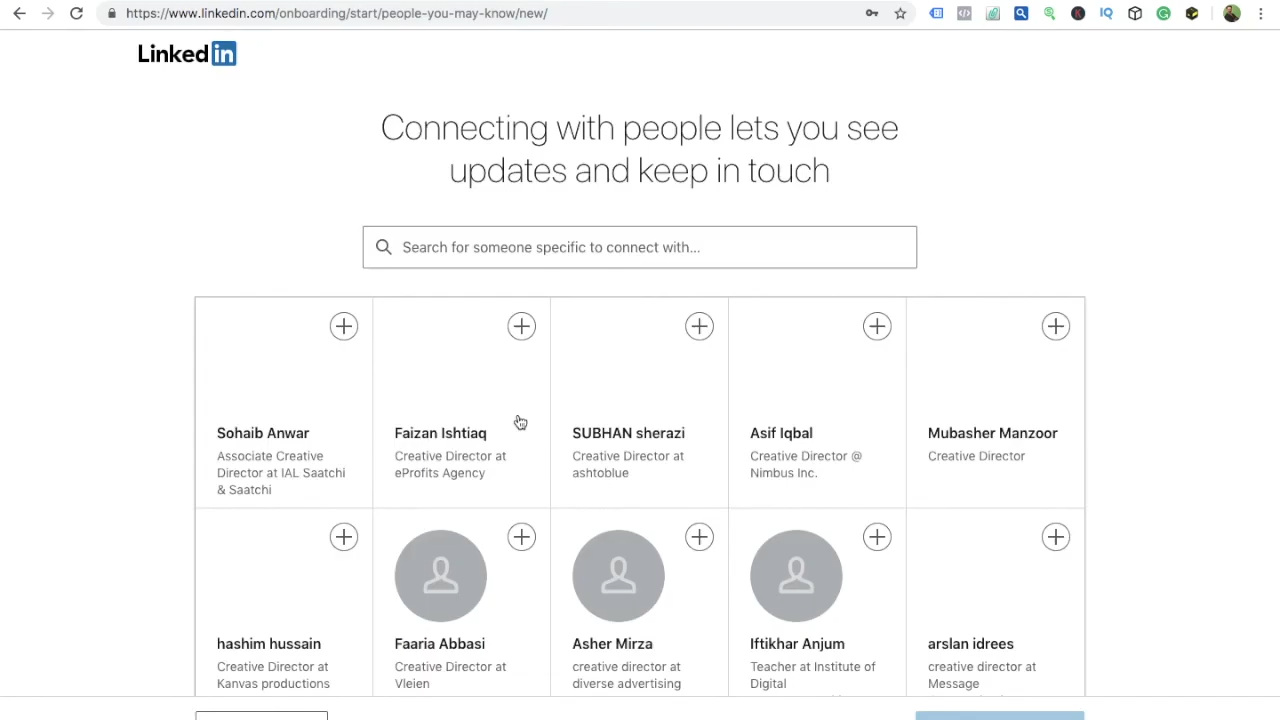 https://www.linkedin.com/onboarding/start/people-you-may-know/new/
Linked in
Connecting with people lets you see
updates and keep in touch
Search for someone specific to connect with...
Sohaib Anwar
Associate Creative
Director at IAL Saatchi
& Saatchi
Faizan Ishtiaq
Creative Director at
eProfits Agency
SUBHAN sherazi
Creative Director at
ashtoblue
Asif Iqbal
Creative Director @
Nimbus Inc.
Mubasher Manzoor
Creative Director
hashim hussain
Creative Director at
Kanvas productions
Faaria Abbasi
Creative Director at
Vleien
Asher Mirza
creative director at
diverse advertising
Iftikhar Anjum
Teacher at Institute of
Digital
arslan idrees
creative director at
Message